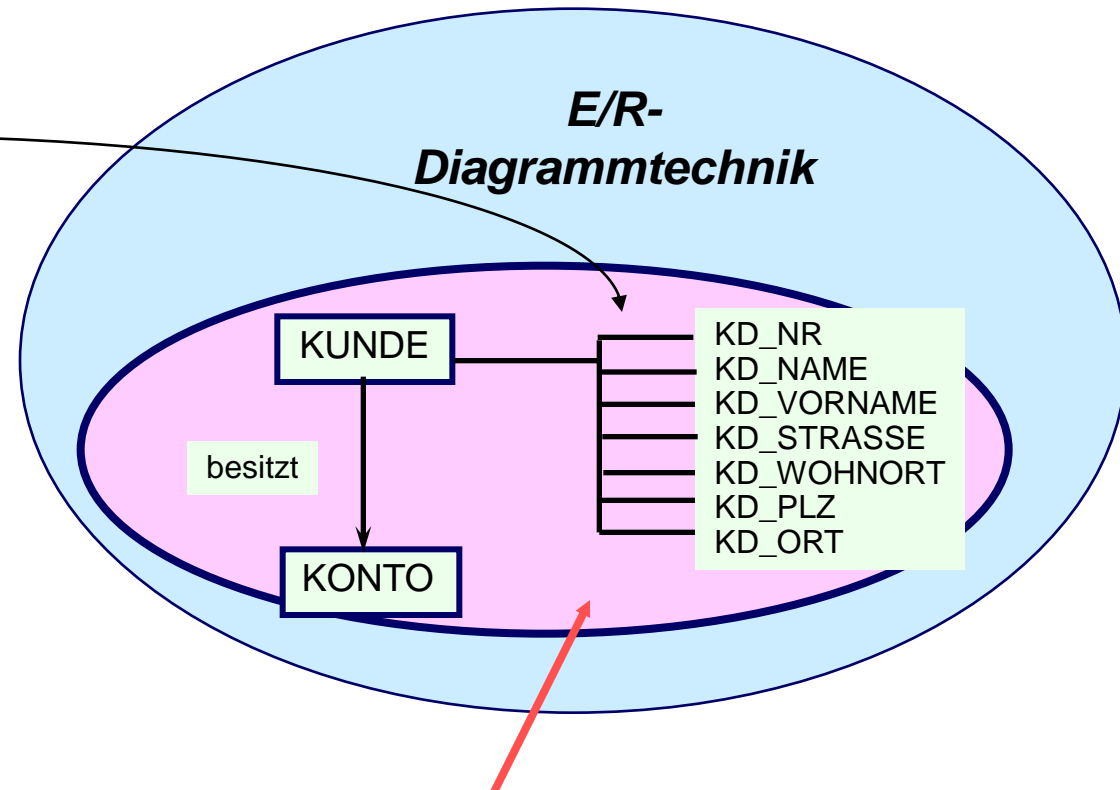 E/R-
Diagrammtechnik
KUNDE
KD_NR
KD_NAME
KD_VORNAME
KD_STRASSE
KD_WOHNORT
KD_PLZ
KD_ORT
besitzt
KONTO